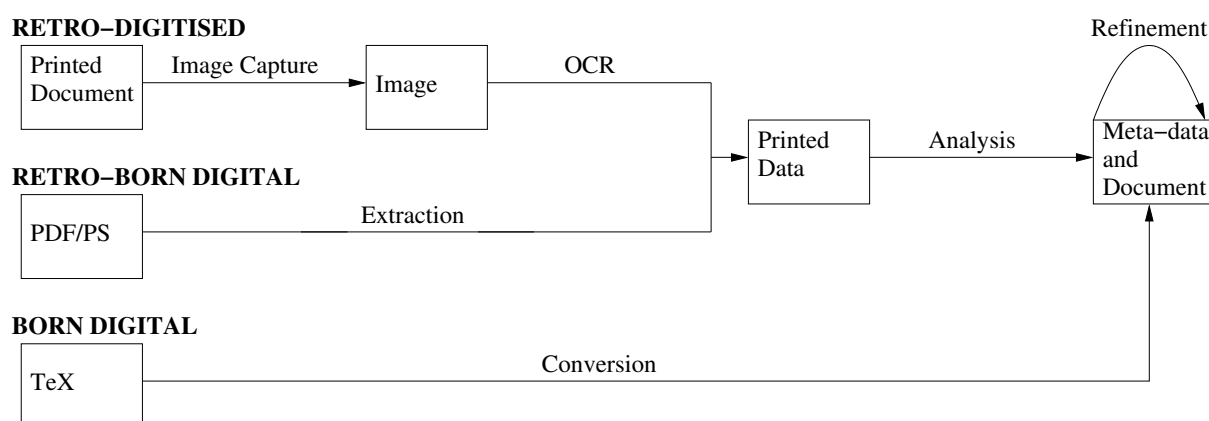 RETRO−DIGITISED
Printed
Document
Image Capture
Image
OCR
Refinement
Printed
Data
Analysis
Meta−data
and
Document
RETRO−BORN DIGITAL
PDF/PS
Extraction
BORN DIGITAL
TeX
Conversion